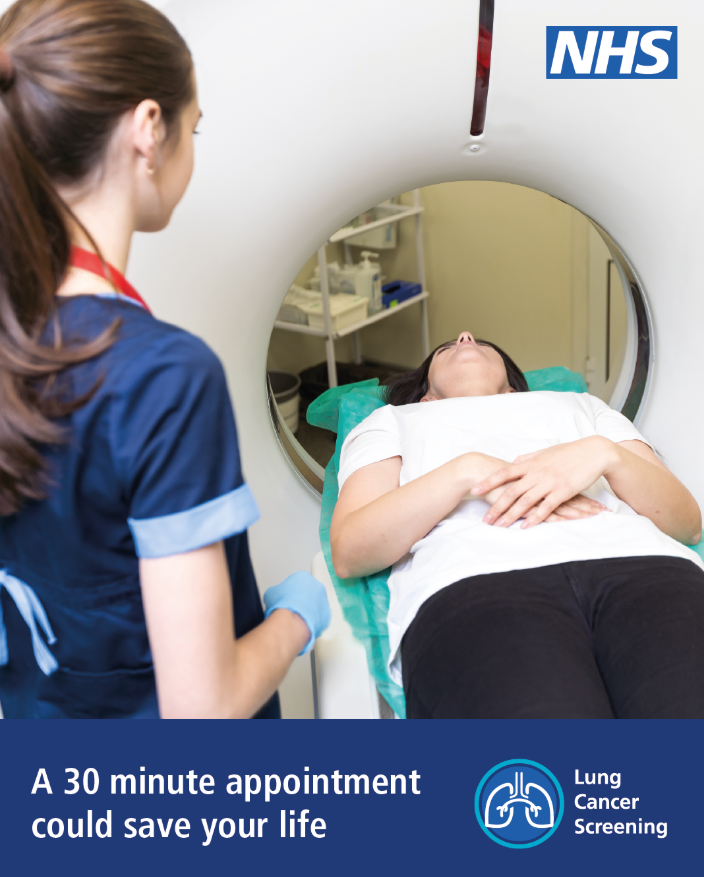 NHS
A 30 minute appointment
could save your life
Lung
Cancer
Screening